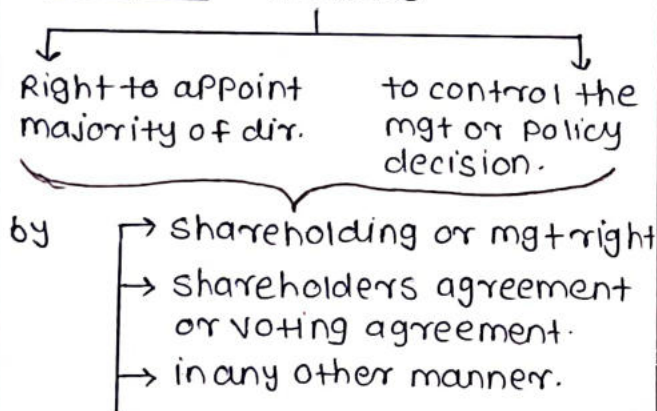 Right to appoint
majority of dir.
to control the
mgt or policy
decision.
by
shareholding or mgt right
shareholders agreement
or voting agreement.
in any other manner.